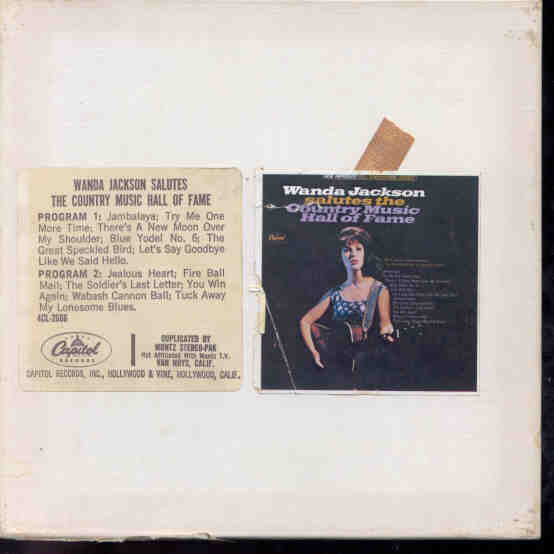 WANDA JACKSON SALUTES
THE COUNTRY MUSIC HALL OF FAME
PROGRAM 1: Jambalaya; Try Me One
More Time; There's A New Moon Over
My Shoulder; Blue Yodel No. 6; The
Great Speckled Bird; Let's Say Goodbye
Like We Said Hello.
PROGRAM 2: Jealous Heart; Fire Ball
Mail; The Soldier's Last Letter; You Win
Again; Wabash Cannon Ball; Tuck Away
My Lonesome Blues.
4CL-2606
Capitol
RECORDS
DUPLICATED BY
MUNTZ STEREO-PAK
Not Affiliated With Muntz T.V.
VAN NUYS, CALIF.
CAPITOL RECORDS, INC., HOLLYWOOD & VINE, HOLLYWOOD, CALIF.
Wanda Jackson
salutes the
Country Music
Hall of Fame
Capitol